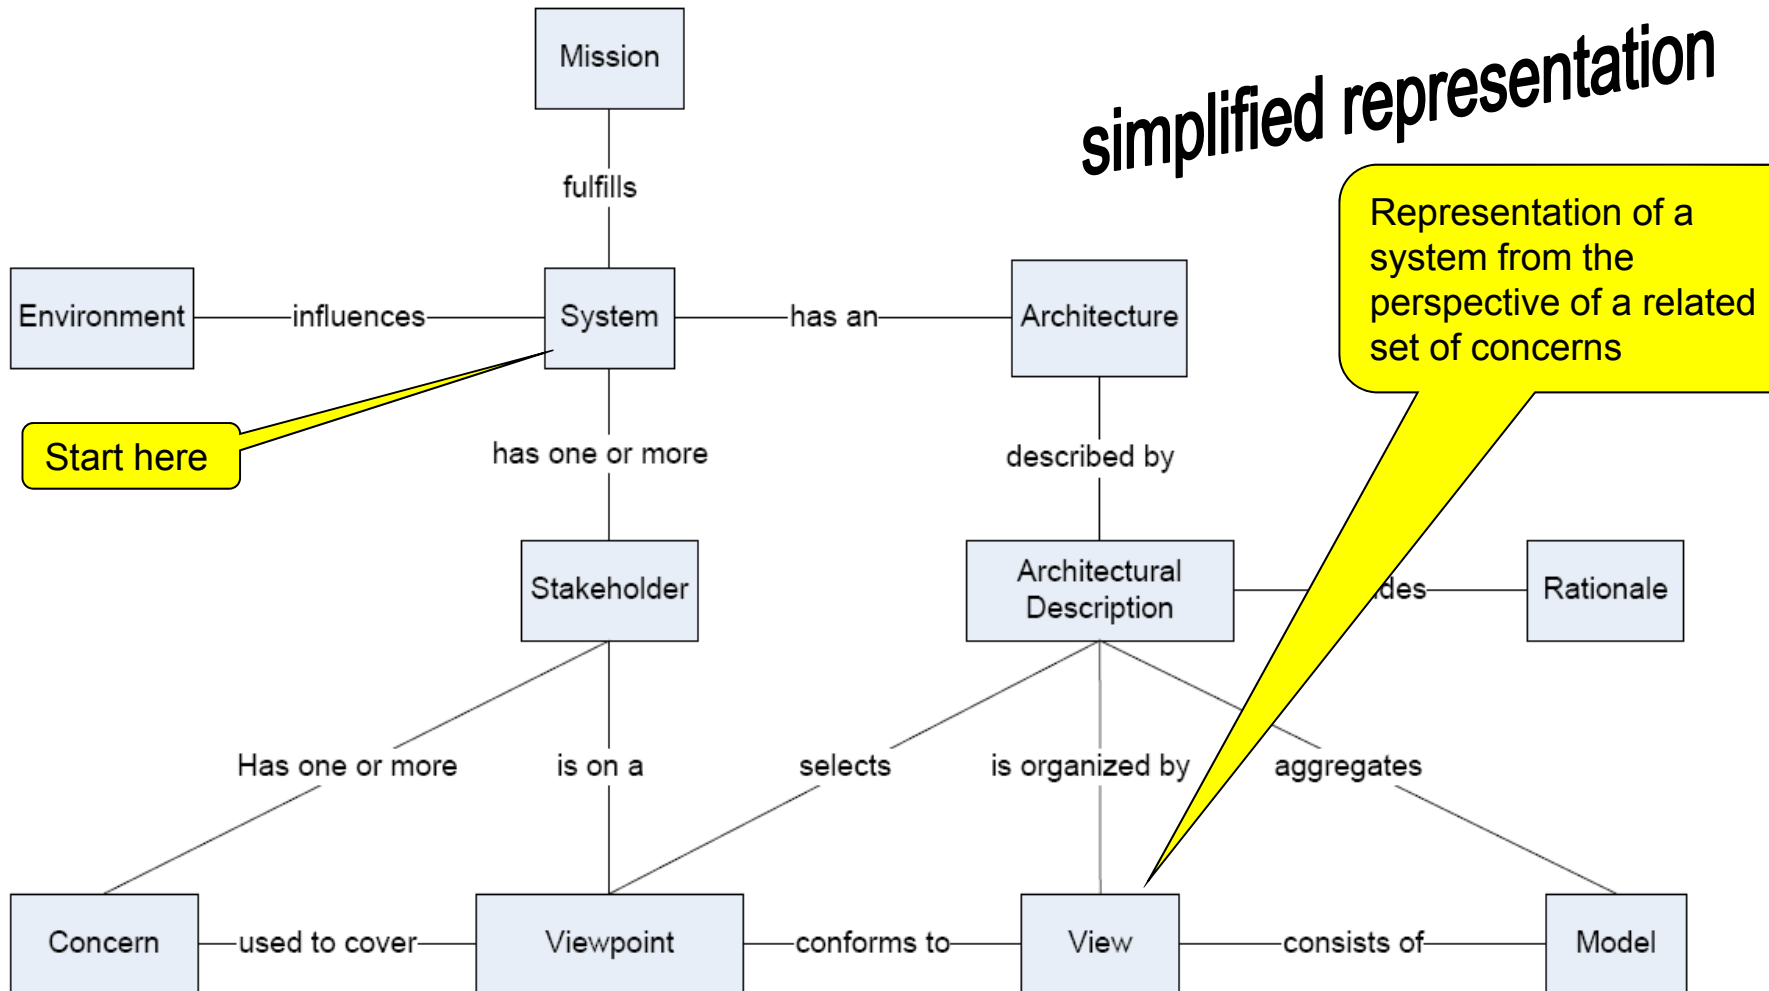 Mission
simplified representation
fulfills
Representation of a
system from the
perspective of a related
set of concerns
Environment
influences
System
has an
Architecture
Start here
has one or more
described by
Stakeholder
Architectural
Description
Rationale
Has one or more
is on a
selects
is organized by
aggregates
Concern
used to cover
Viewpoint
conforms to
View
consists of
Model